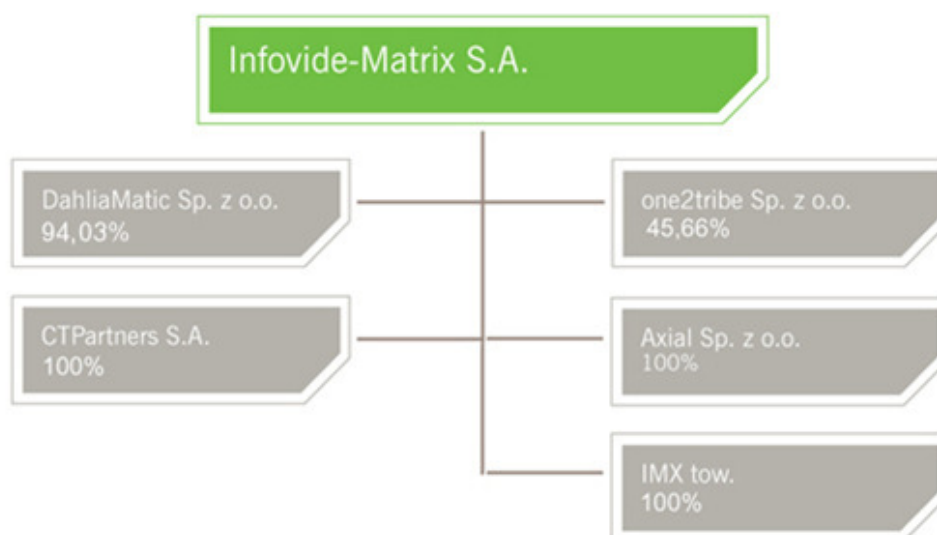 Infovide-Matrix S.A.
DahliaMatic Sp. z o.o.
94,03%
one2tribe Sp. z o.o.
45,66%
CTPartners S.A.
100%
Axial Sp. z o.o.
100%
IMX tow.
100%